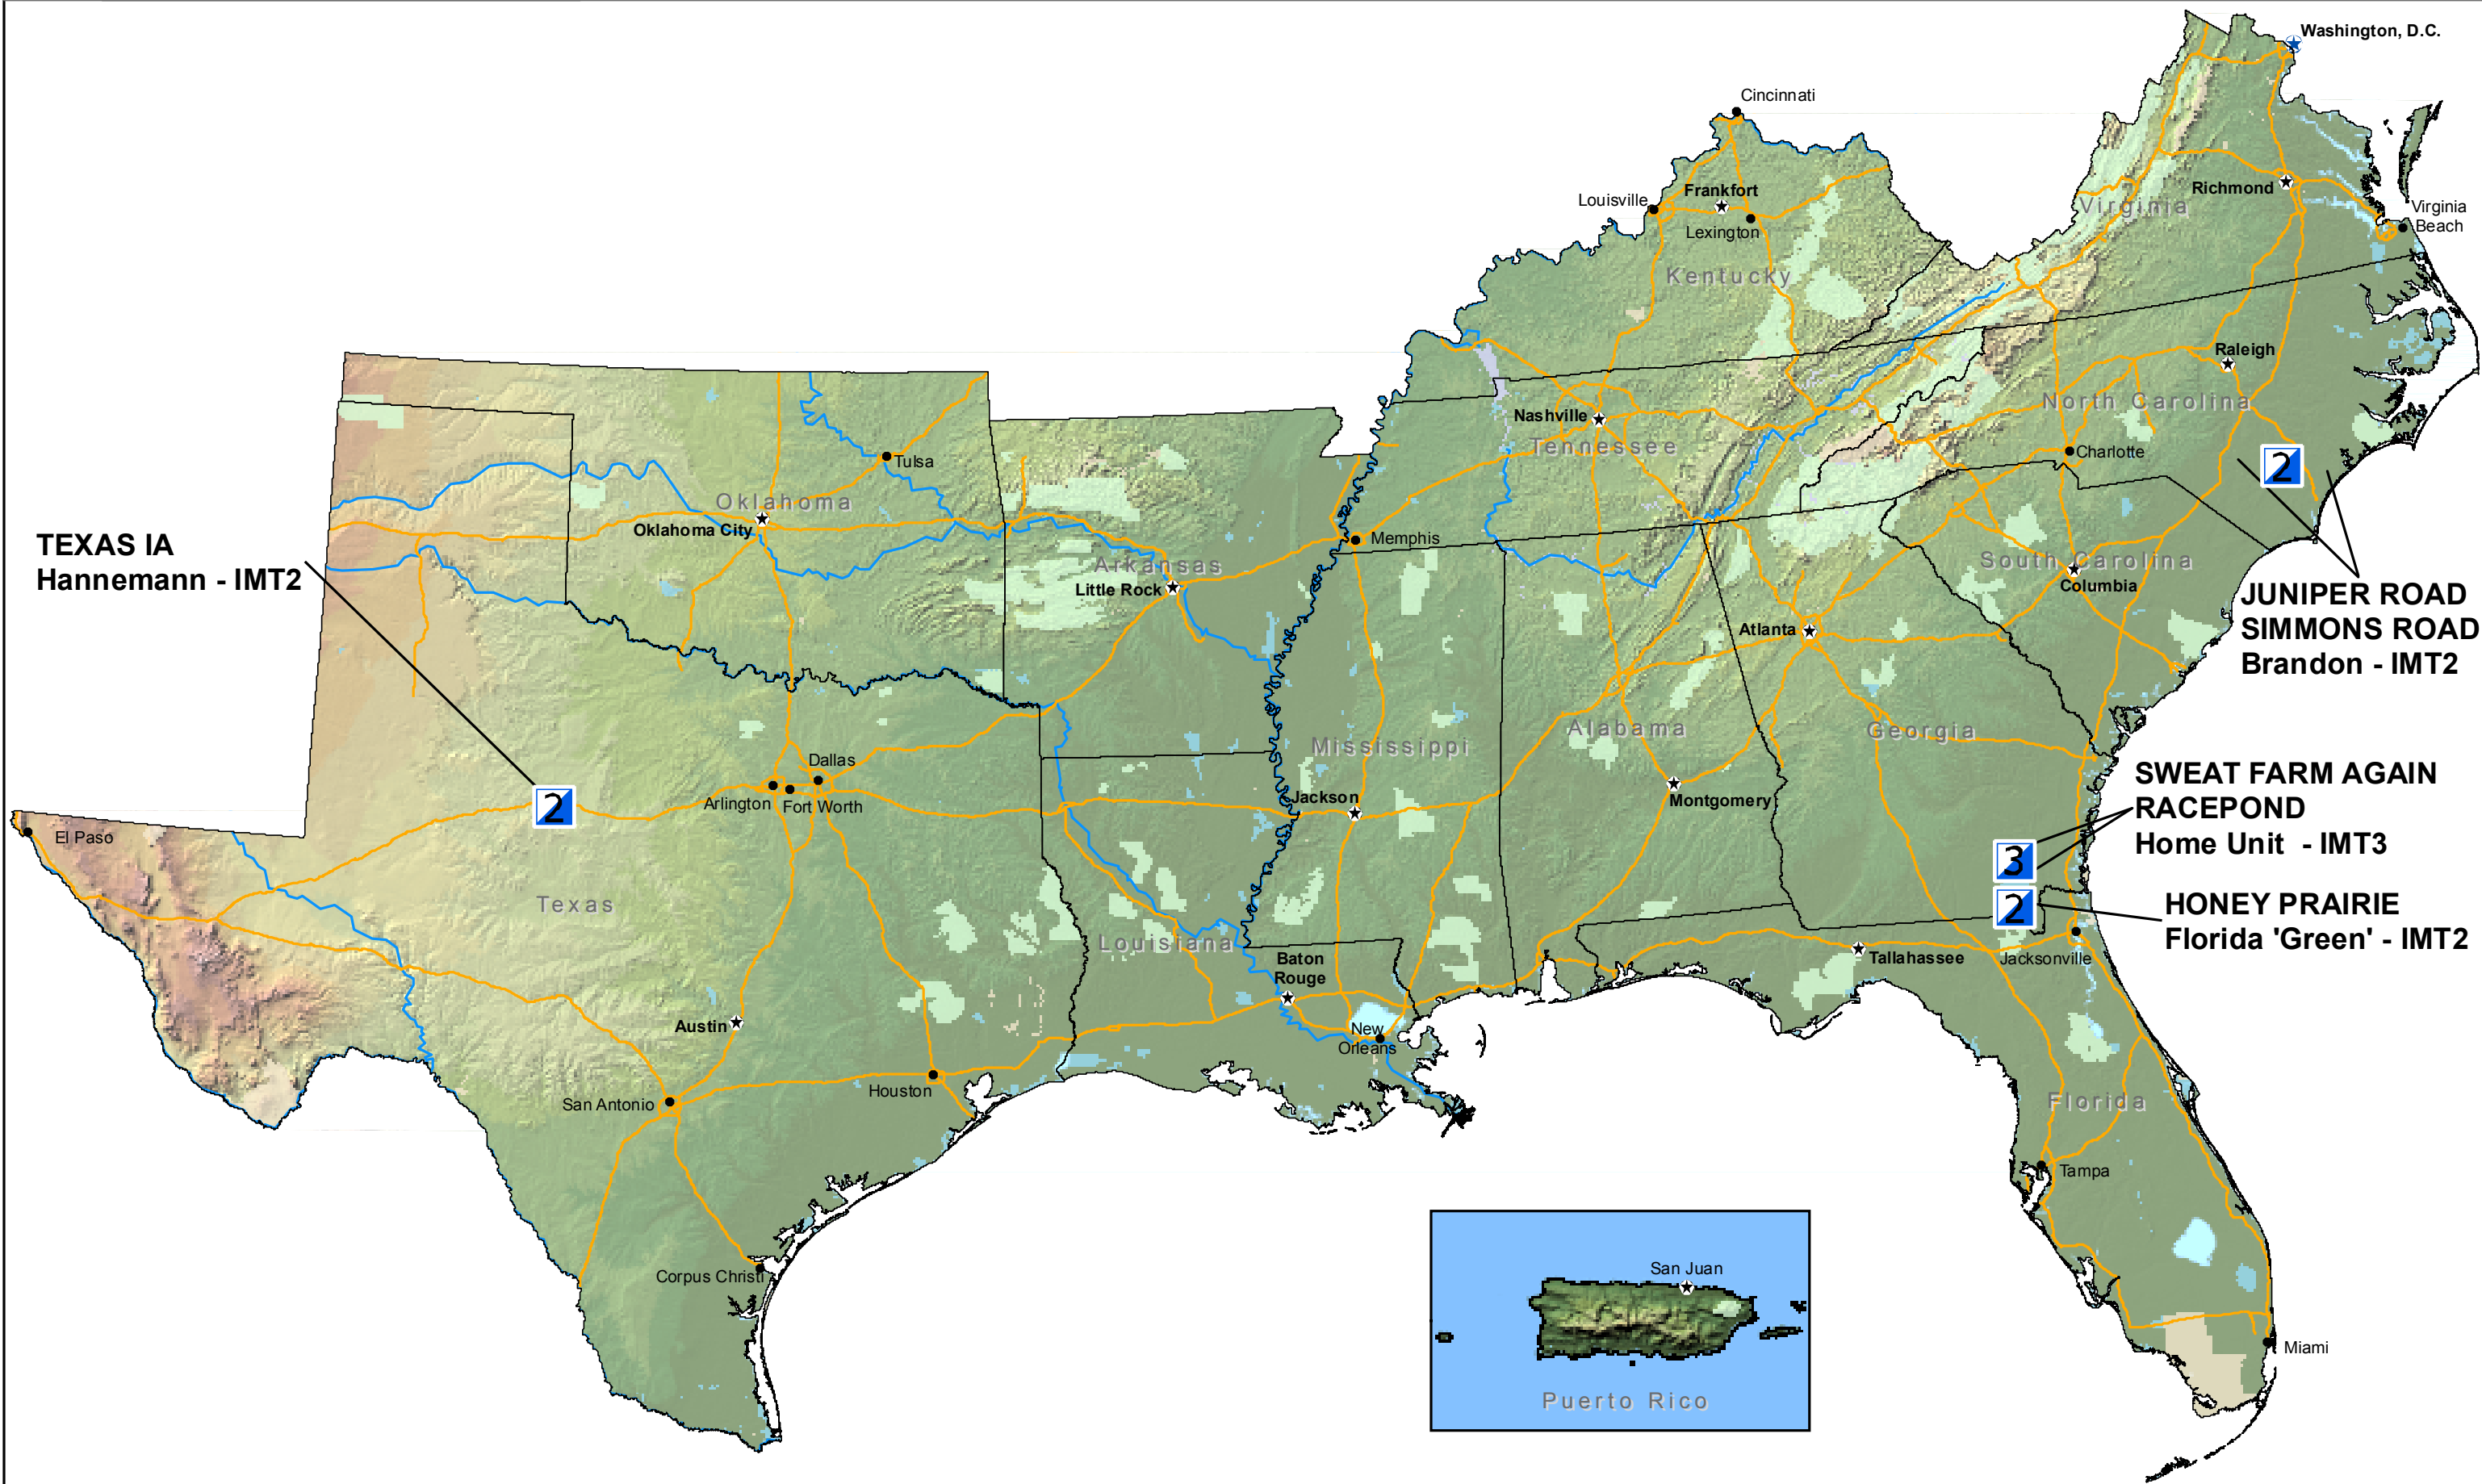 Washington, D.C.
Cincinnati
Louisville
Frankfort
Lexington
Kentucky
Virginia
Richmond
Virginia
Beach
Raleigh
North Carolina
Charlotte
2
Nashville
Tennessee
Tulsa
Oklahoma
Oklahoma City
Memphis
Arkansas
Little Rock
South Carolina
Columbia
TEXAS IA
Hannemann - IMT2
JUNIPER ROAD
SIMMONS ROAD
Brandon - IMT2
Atlanta
Georgia
Alabama
Montgomery
Mississippi
Jackson
2
Dallas
Arlington
Fort Worth
El Paso
Texas
SWEAT FARM AGAIN
RACEPOND
Home Unit - IMT3
3
2
HONEY PRAIRIE
Florida 'Green' - IMT2
Louisiana
Baton
Rouge
New
Orleans
Tallahassee
Jacksonville
Austin
San Antonio
Houston
Corpus Christi
Florida
Tampa
Miami
San Juan
Puerto Rico